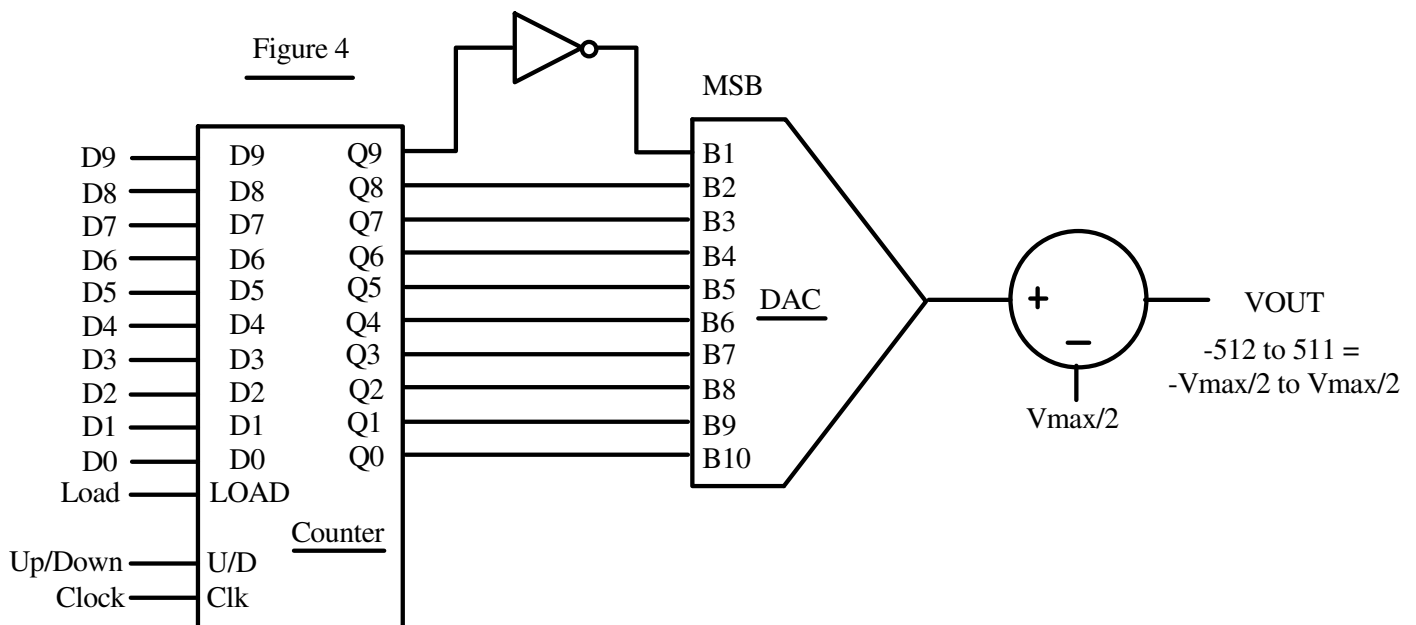 Figure 4
MSB
D9 D9 Q9 B1
D8 D8 Q8 B2
D7 D7 Q7 B3
D6 D6 Q6 B4
D5 D5 Q5 B5
D4 D4 Q4 B6
D3 D3 Q3 B7
D2 D2 Q2 B8
D1 D1 Q1 B9
D0 D0 Q0 B10
DAC
+
−
Vmax/2
VOUT
-512 to 511 =
-Vmax/2 to Vmax/2
Load LOAD
Counter
Up/Down U/D
Clock Clk